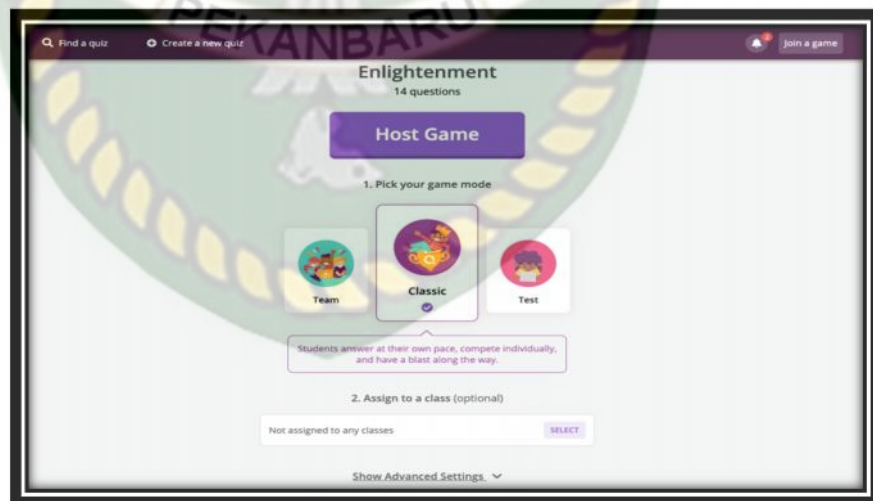 PEKANBARU
Find a quiz
Create a new quiz
2
Join a game
Enlightenment
14 questions
Host Game
1. Pick your game mode
Team
Classic
Test
Students answer at their own pace, compete individually,
and have a blast along the way.
2. Assign to a class (optional)
Not assigned to any classes
SELECT
Show Advanced Settings